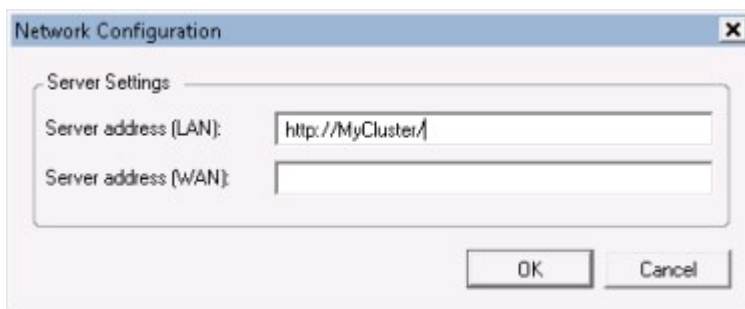 Network Configuration
Server Settings
Server address (LAN): http://MyCluster/
Server address (WAN):
OK Cancel